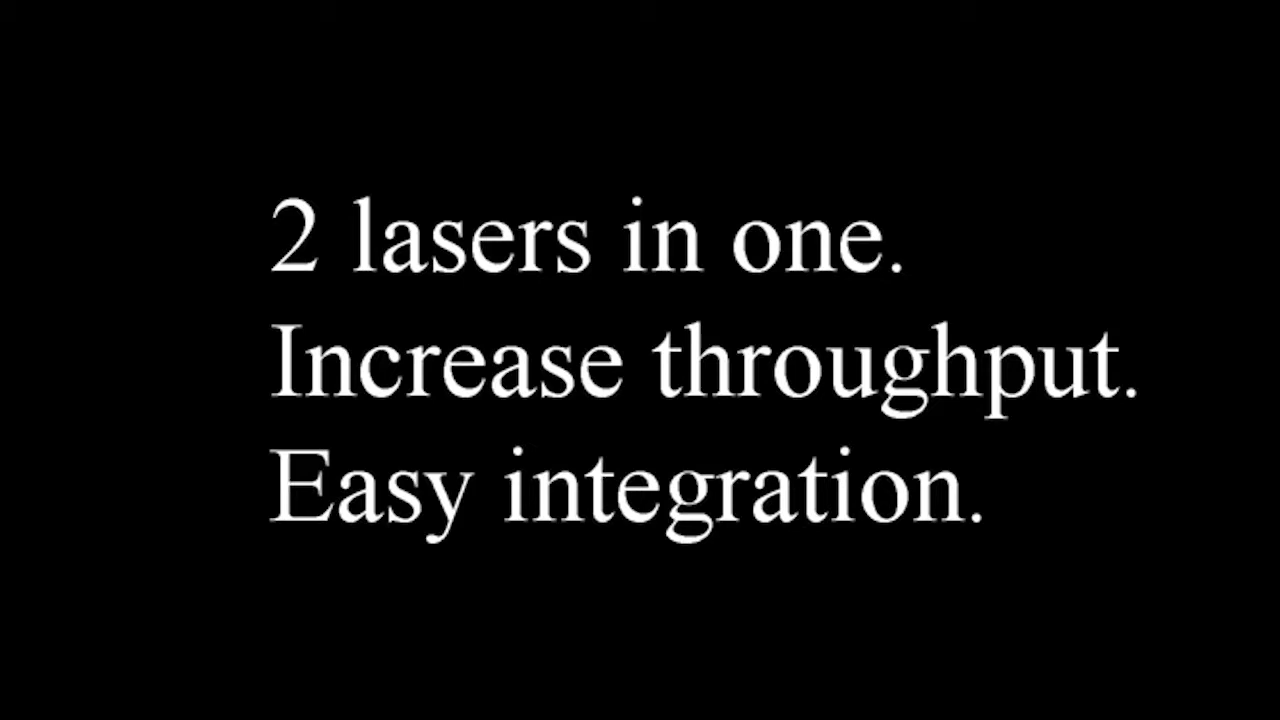 2 lasers in one.
Increase throughput.
Easy integration.